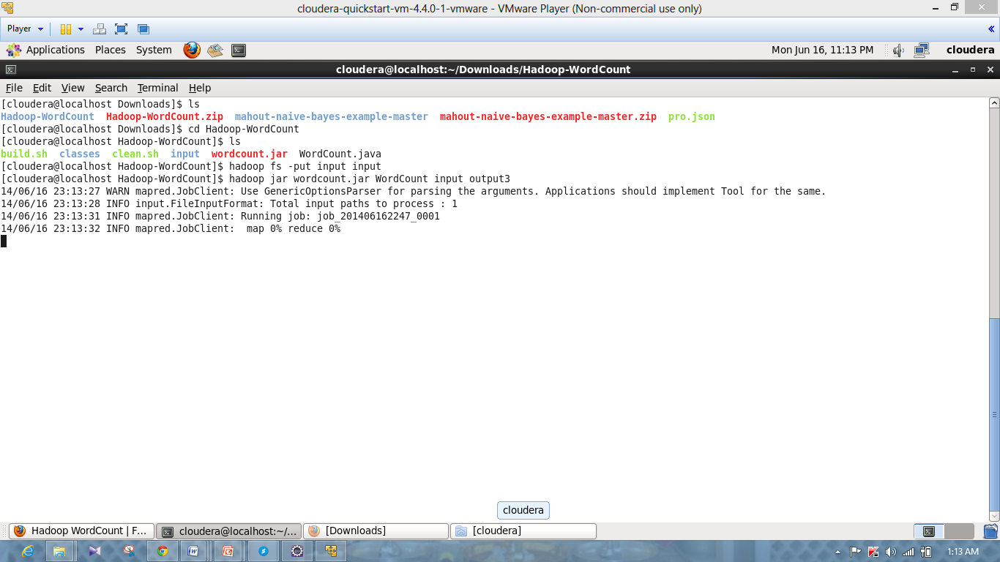 cloudera-quickstart-vm-4.4.0-1-vmware - VMware Player (Non-commercial use only)
Player
Applications Places System Mon Jun 16, 11:13 PM cloudera
cloudera@localhost:~/Downloads/Hadoop-WordCount
File Edit View Search Terminal Help
[cloudera@localhost Downloads]$ ls
Hadoop-WordCount Hadoop-WordCount.zip mahout-naive-bayes-example-master mahout-naive-bayes-example-master.zip pro.json
[cloudera@localhost Downloads]$ cd Hadoop-WordCount
[cloudera@localhost Hadoop-WordCount]$ ls
build.sh classes clean.sh input wordcount.jar WordCount.java
[cloudera@localhost Hadoop-WordCount]$ hadoop fs -put input input
[cloudera@localhost Hadoop-WordCount]$ hadoop jar wordcount.jar WordCount input output3
14/06/16 23:13:27 WARN mapred.JobClient: Use GenericOptionsParser for parsing the arguments. Applications should implement Tool for the same.
14/06/16 23:13:28 INFO input.FileInputFormat: Total input paths to process : 1
14/06/16 23:13:31 INFO mapred.JobClient: Running job: job_201406162247_0001
14/06/16 23:13:32 INFO mapred.JobClient:  map 0% reduce 0%
cloudera
Hadoop WordCount | F... cloudera@localhost:~/... [Downloads] [cloudera]
1:13 AM